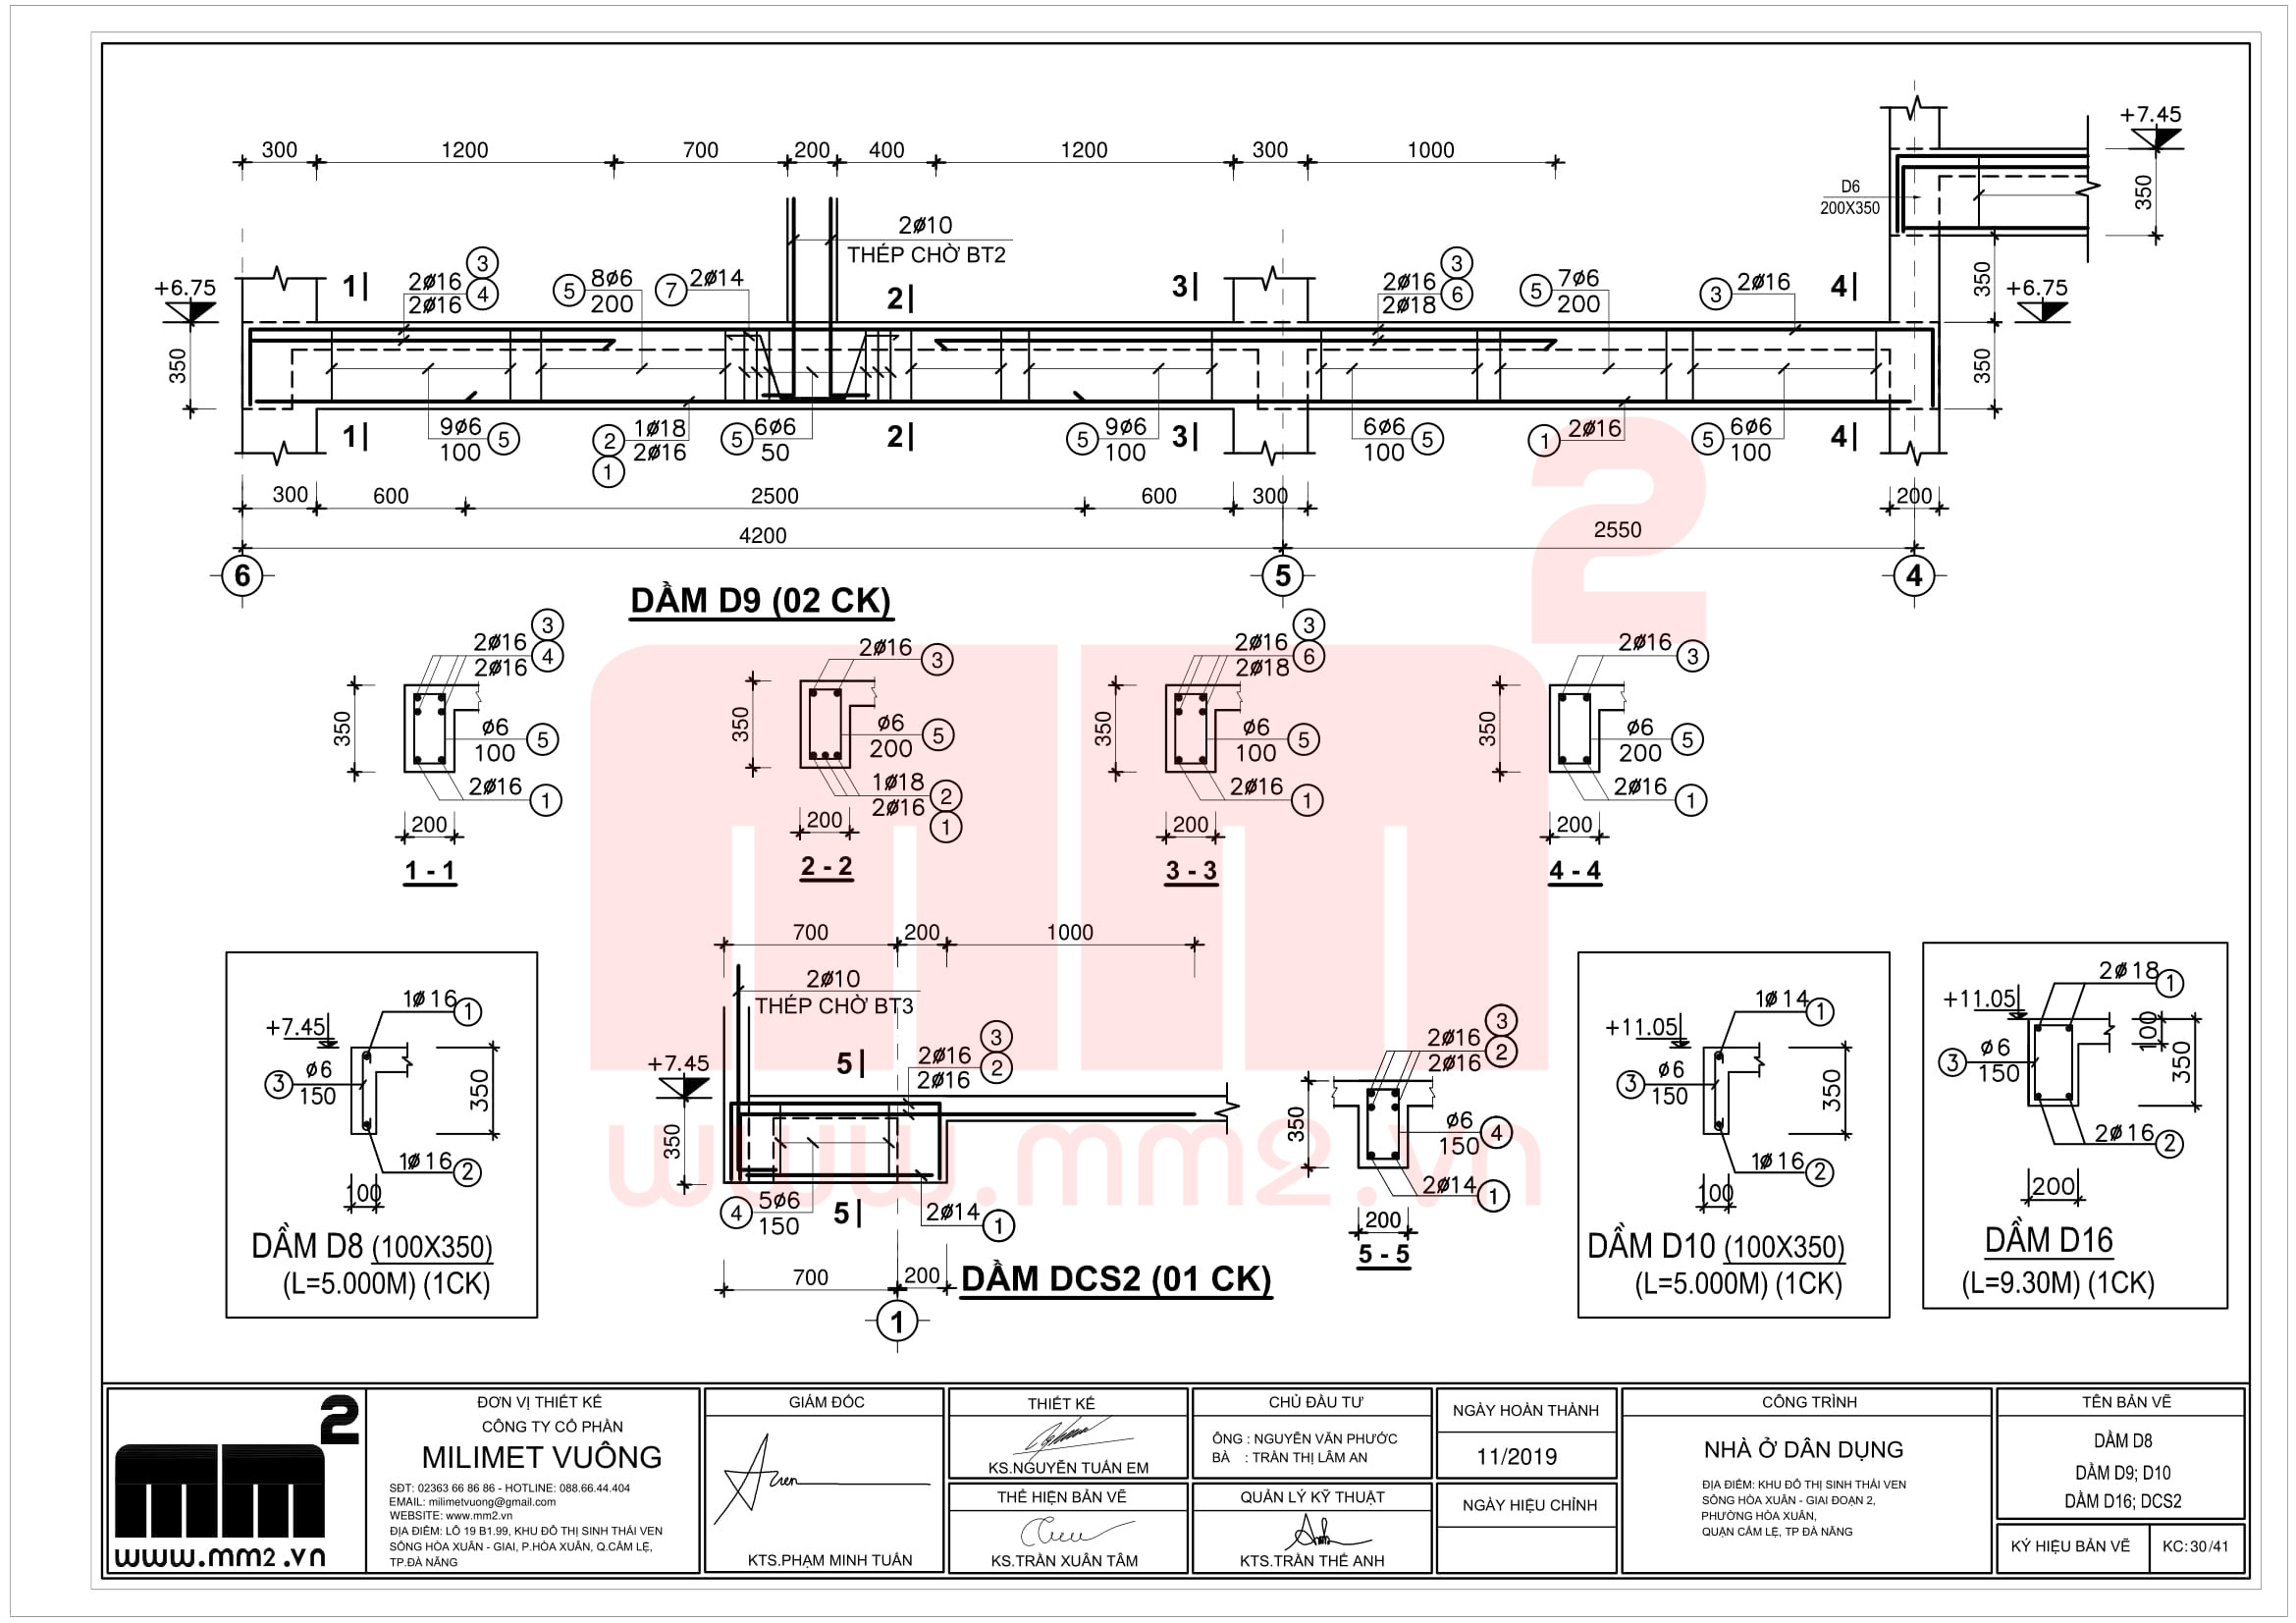 300 1200 700 200 400 1200 300 1000
+7.45
D6
200X350
350
2ø10
THÉP CHỜ BT2
+6.75
1
2ø16 3
2ø16 4
5 8ø6
200
7 2ø14
2
3
2ø16 3
2ø18 6
5 7ø6
200
3 2ø16
4
350
+6.75
350
350
1
9ø6
100 5
2 1ø18
1 2ø16
5 6ø6
50
2
5 9ø6
100
3
6ø6
100 5
1 2ø16
5 6ø6
100
4
300 600 2500 600 300 200
4200 2550
6 5 4
DẦM D9 (02 CK)
2ø16 3
2ø16 4
350
ø6
100 5
2ø16 1
200
1 - 1
2ø16 3
350
ø6
200 5
1ø18 2
2ø16 1
200
2 - 2
2ø16 3
2ø18 6
350
ø6
100 5
2ø16 1
200
3 - 3
2ø16 3
350
ø6
200 5
2ø16 1
200
4 - 4
1ø16 1
+7.45
3 ø6
150
350
1ø16 2
100
DẦM D8 (100X350)
(L=5.000M) (1CK)
700 200 1000
2ø10
THÉP CHỜ BT3
+7.45
350
5
2ø16 3
2ø16 2
4 5ø6
150
5
2ø14 1
700 200
1
DẦM DCS2 (01 CK)
2ø16 3
2ø16 2
350
ø6
150 4
2ø14 1
200
5 - 5
1ø14 1
+11.05
3 ø6
150
350
1ø16 2
100
DẦM D10 (100X350)
(L=5.000M) (1CK)
2ø18 1
+11.05
3 ø6
150
100
350
2ø16 2
200
DẦM D16
(L=9.30M) (1CK)
mm2
www.mm2.vn
mm2
www.mm2.vn
ĐƠN VỊ THIẾT KẾ
CÔNG TY CỔ PHẦN
MILIMET VUÔNG
SĐT: 02363 66 86 86 - HOTLINE: 088.66.44.404
EMAIL: milimetvuong@gmail.com
WEBSITE: www.mm2.vn
ĐỊA ĐIỂM: LÔ 19 B1.99, KHU ĐÔ THỊ SINH THÁI VEN
SÔNG HÒA XUÂN - GIAI, P.HÒA XUÂN, Q.CẨM LỆ,
TP.ĐÀ NẴNG
GIÁM ĐỐC
KTS.PHẠM MINH TUẤN
THIẾT KẾ
KS.NGUYỄN TUẤN EM
THỂ HIỆN BẢN VẼ
KS.TRẦN XUÂN TÂM
CHỦ ĐẦU TƯ
ÔNG : NGUYỄN VĂN PHƯỚC
BÀ : TRẦN THỊ LÂM AN
QUẢN LÝ KỸ THUẬT
KTS.TRẦN THẾ ANH
NGÀY HOÀN THÀNH
11/2019
NGÀY HIỆU CHỈNH
CÔNG TRÌNH
NHÀ Ở DÂN DỤNG
ĐỊA ĐIỂM: KHU ĐÔ THỊ SINH THÁI VEN
SÔNG HÒA XUÂN - GIAI ĐOẠN 2,
PHƯỜNG HÒA XUÂN,
QUẬN CẨM LỆ, TP ĐÀ NẴNG
TÊN BẢN VẼ
DẦM D8
DẦM D9; D10
DẦM D16; DCS2
KÝ HIỆU BẢN VẼ KC: 30/41